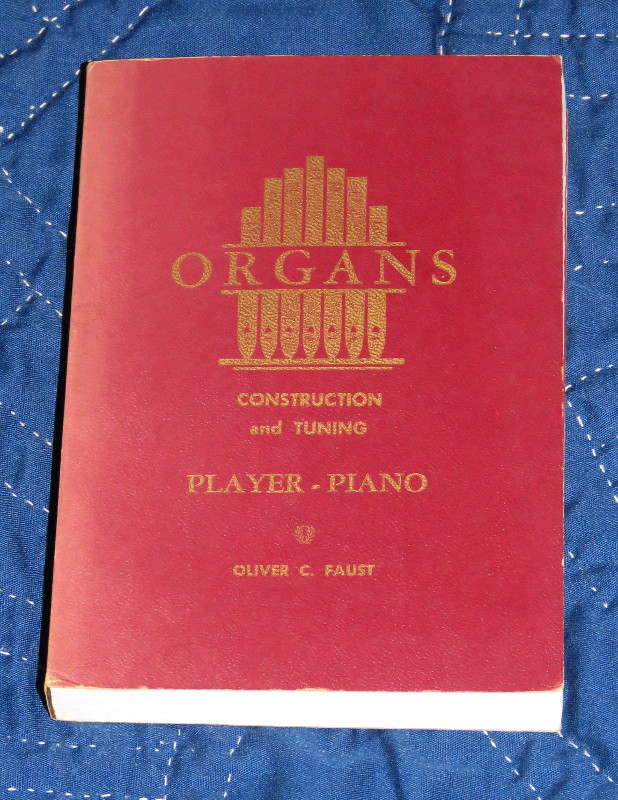 ORGANS
CONSTRUCTION
and TUNING
PLAYER - PIANO
OLIVER C. FAUST